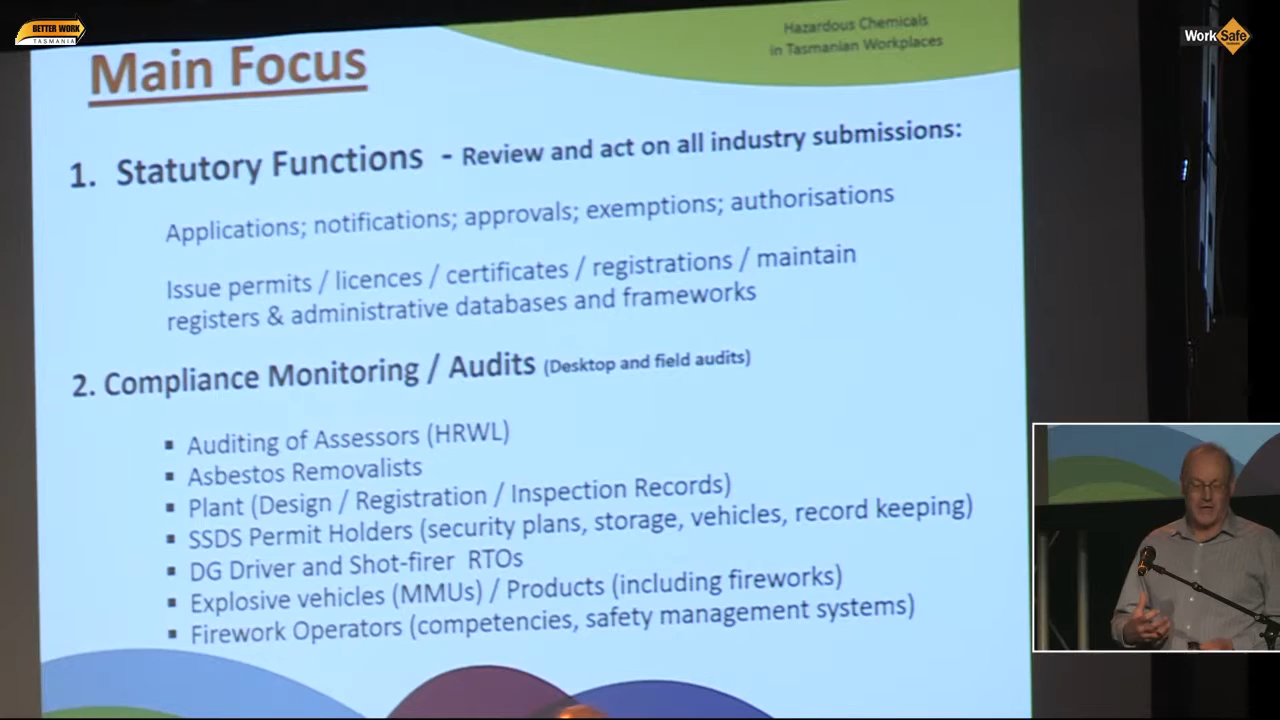 BETTER WORK
TASMANIA
Hazardous Chemicals
in Tasmanian Workplaces
WorkSafe
Main Focus
1. Statutory Functions - Review and act on all industry submissions:
Applications; notifications; approvals; exemptions; authorisations
Issue permits / licences / certificates / registrations / maintain
registers & administrative databases and frameworks
2. Compliance Monitoring / Audits (Desktop and field audits)
▪ Auditing of Assessors (HRWL)
▪ Asbestos Removalists
▪ Plant (Design / Registration / Inspection Records)
▪ SSDS Permit Holders (security plans, storage, vehicles, record keeping)
▪ DG Driver and Shot-firer RTOs
▪ Explosive vehicles (MMUs) / Products (including fireworks)
▪ Firework Operators (competencies, safety management systems)